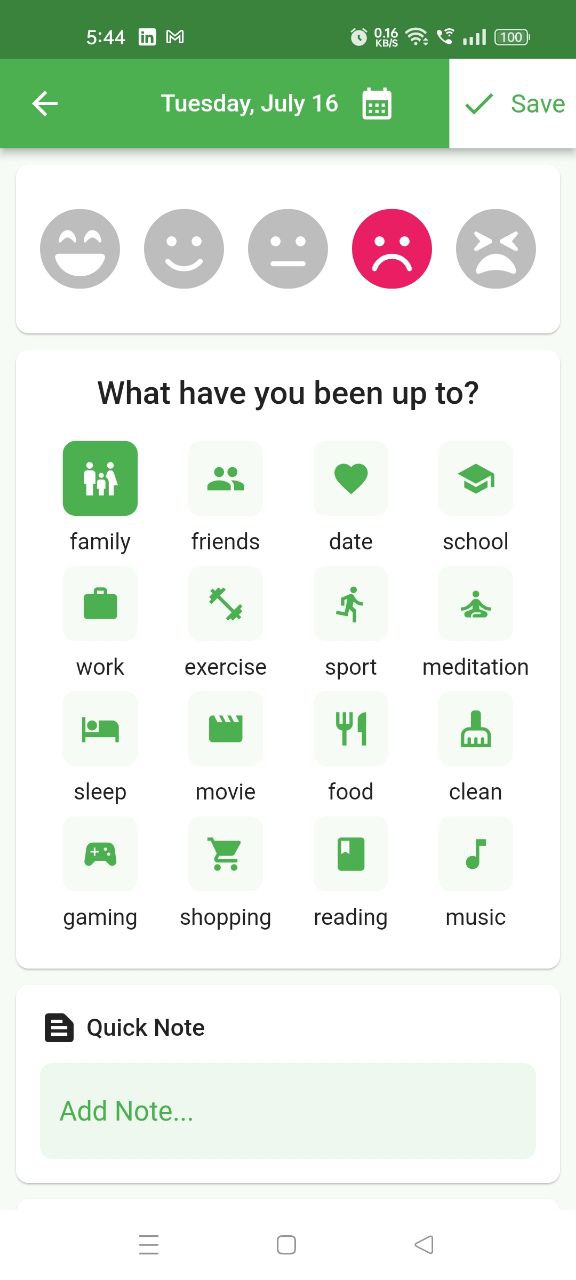 5:44 0.16 KB/S 100
Tuesday, July 16 Save
What have you been up to?
family friends date school
work exercise sport meditation
sleep movie food clean
gaming shopping reading music
Quick Note
Add Note...